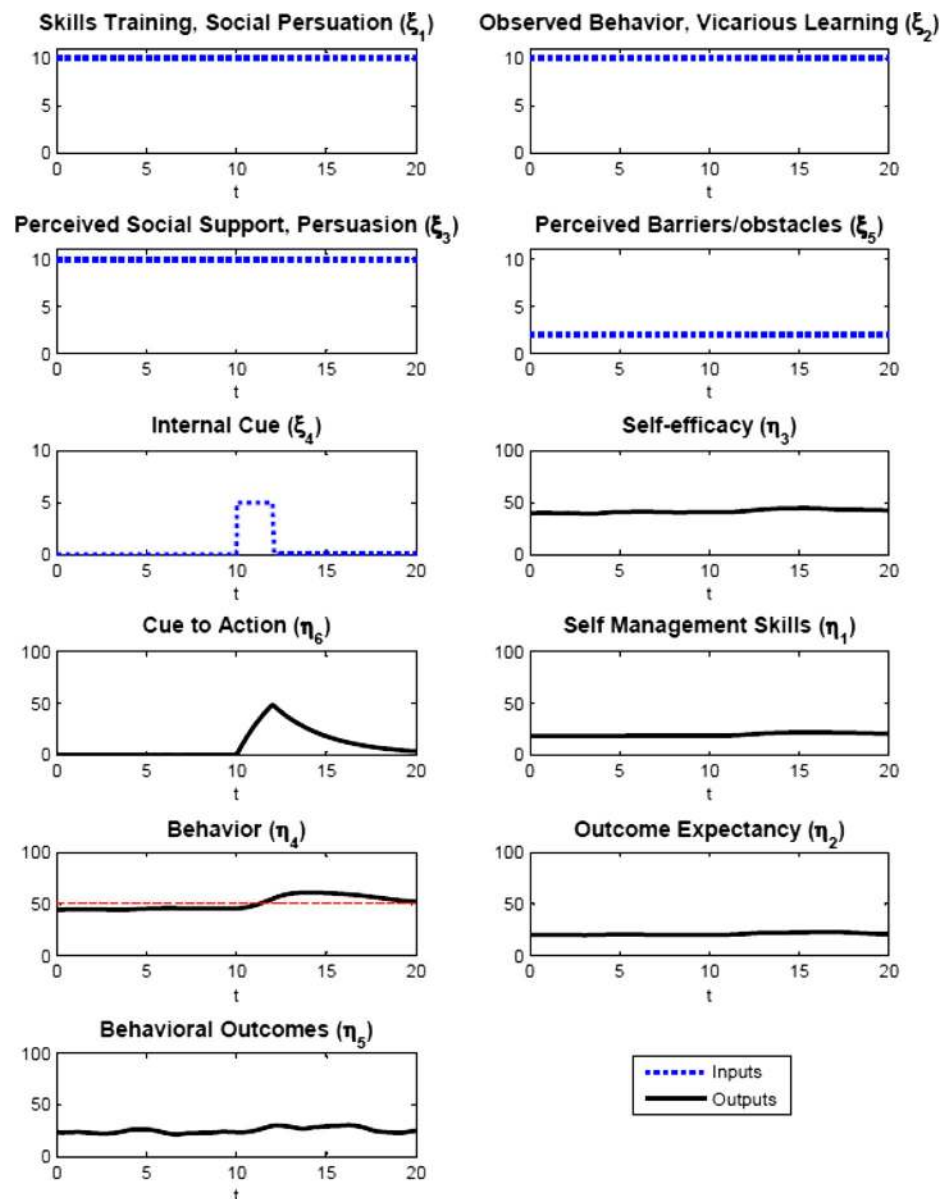 Skills Training, Social Persuation (ξ1)
10
5
0
0 5 10 15 20
t
Observed Behavior, Vicarious Learning (ξ2)
10
5
0
0 5 10 15 20
t
Perceived Social Support, Persuasion (ξ3)
10
5
0
0 5 10 15 20
t
Perceived Barriers/obstacles (ξ5)
10
5
0
0 5 10 15 20
t
Internal Cue (ξ4)
10
5
0
0 5 10 15 20
t
Self-efficacy (η3)
100
50
0
0 5 10 15 20
t
Cue to Action (η6)
100
50
0
0 5 10 15 20
t
Self Management Skills (η1)
100
50
0
0 5 10 15 20
t
Behavior (η4)
100
50
0
0 5 10 15 20
t
Outcome Expectancy (η2)
100
50
0
0 5 10 15 20
t
Behavioral Outcomes (η5)
100
50
0
0 5 10 15 20
t
Inputs
Outputs